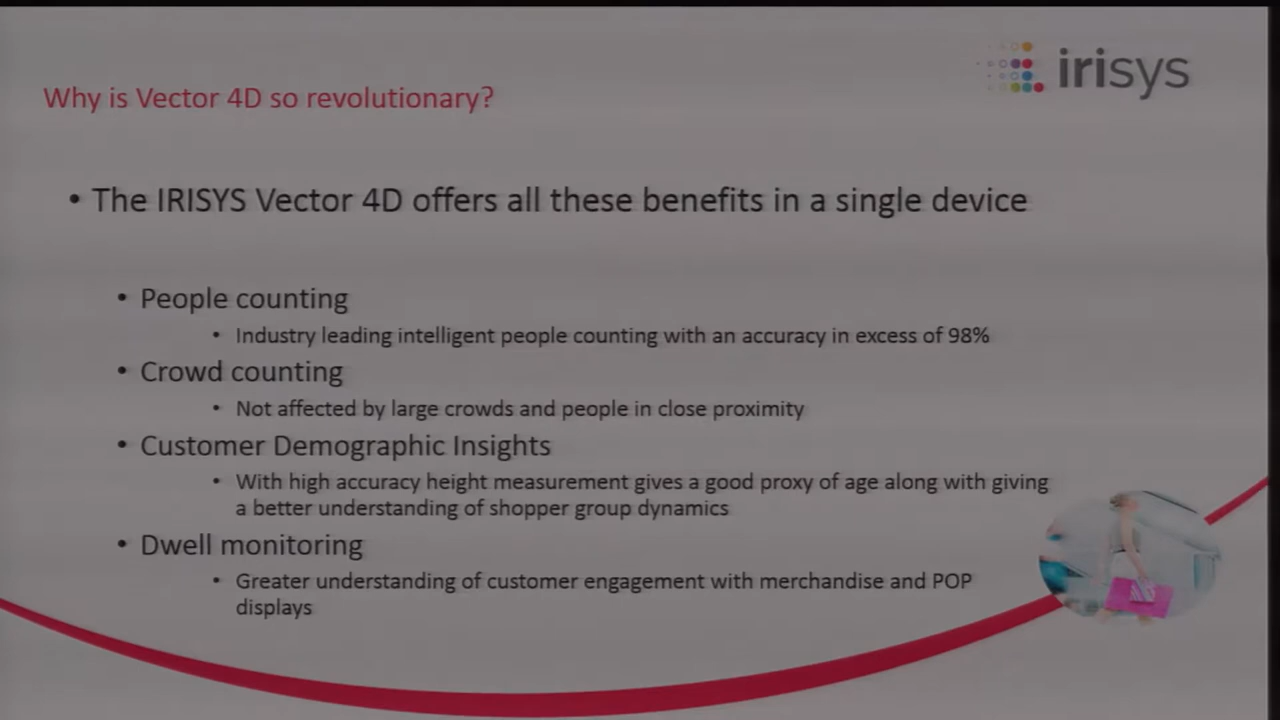 irisys
Why is Vector 4D so revolutionary?
• The IRISYS Vector 4D offers all these benefits in a single device
• People counting
• Industry leading intelligent people counting with an accuracy in excess of 98%
• Crowd counting
• Not affected by large crowds and people in close proximity
• Customer Demographic Insights
• With high accuracy height measurement gives a good proxy of age along with giving
a better understanding of shopper group dynamics
• Dwell monitoring
• Greater understanding of customer engagement with merchandise and POP
displays